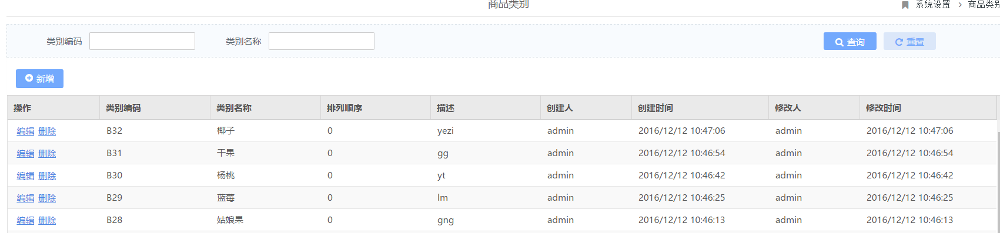 商品类别
系统设置 > 商品类别
类别编码 类别名称 查询 重置
新增
操作 类别编码 类别名称 排列顺序 描述 创建人 创建时间 修改人 修改时间
编辑 删除 B32 椰子 0 yezi admin 2016/12/12 10:47:06 admin 2016/12/12 10:47:06
编辑 删除 B31 干果 0 gg admin 2016/12/12 10:46:54 admin 2016/12/12 10:46:54
编辑 删除 B30 杨桃 0 yt admin 2016/12/12 10:46:42 admin 2016/12/12 10:46:42
编辑 删除 B29 蓝莓 0 lm admin 2016/12/12 10:46:25 admin 2016/12/12 10:46:25
编辑 删除 B28 姑娘果 0 gng admin 2016/12/12 10:46:13 admin 2016/12/12 10:46:13